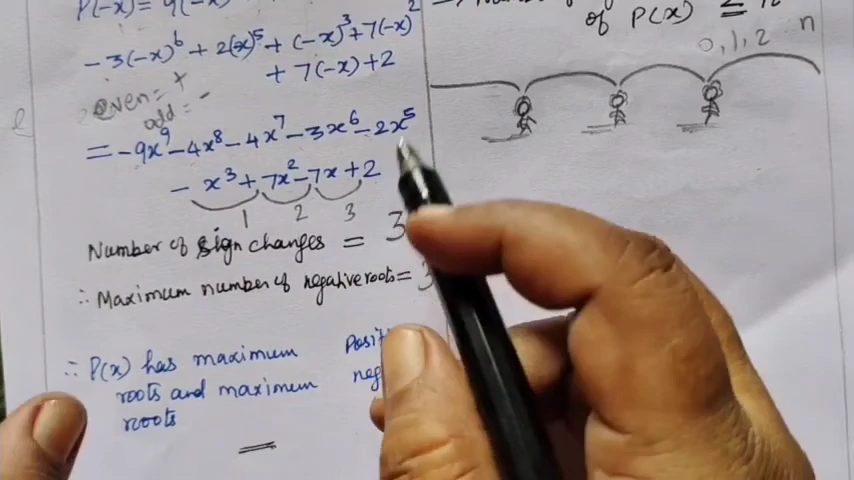 P(-x) = 9(-x)
- 3(-x)⁶ + 2(-x)⁵ + (-x)³ + 7(-x)²
+ 7(-x) + 2
even = +
odd = -
= -9x⁹ - 4x⁸ - 4x⁷ - 3x⁶ - 2x⁵
- x³ + 7x² - 7x + 2
1 2 3
Number of sign changes = 3
∴ Maximum number of negative roots = 3
∴ P(x) has maximum
roots and maximum
roots
of P(x)
0, 1, 2 n